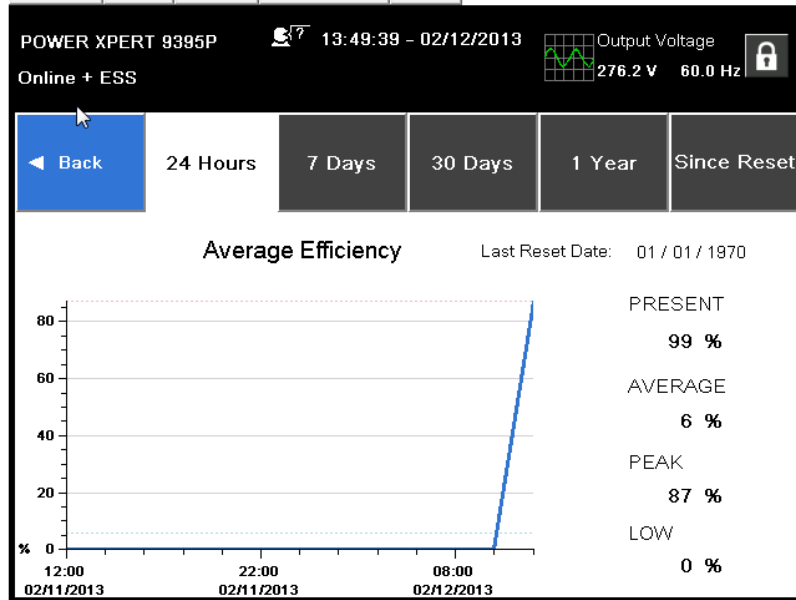 POWER XPERT 9395P
? 13:49:39 - 02/12/2013
Output Voltage
Online + ESS
276.2 V 60.0 Hz
Back
24 Hours
7 Days
30 Days
1 Year
Since Reset
Average Efficiency
Last Reset Date: 01 / 01 / 1970
80
60
40
20
% 0
12:00
02/11/2013
22:00
02/11/2013
08:00
02/12/2013
PRESENT
99 %
AVERAGE
6 %
PEAK
87 %
LOW
0 %